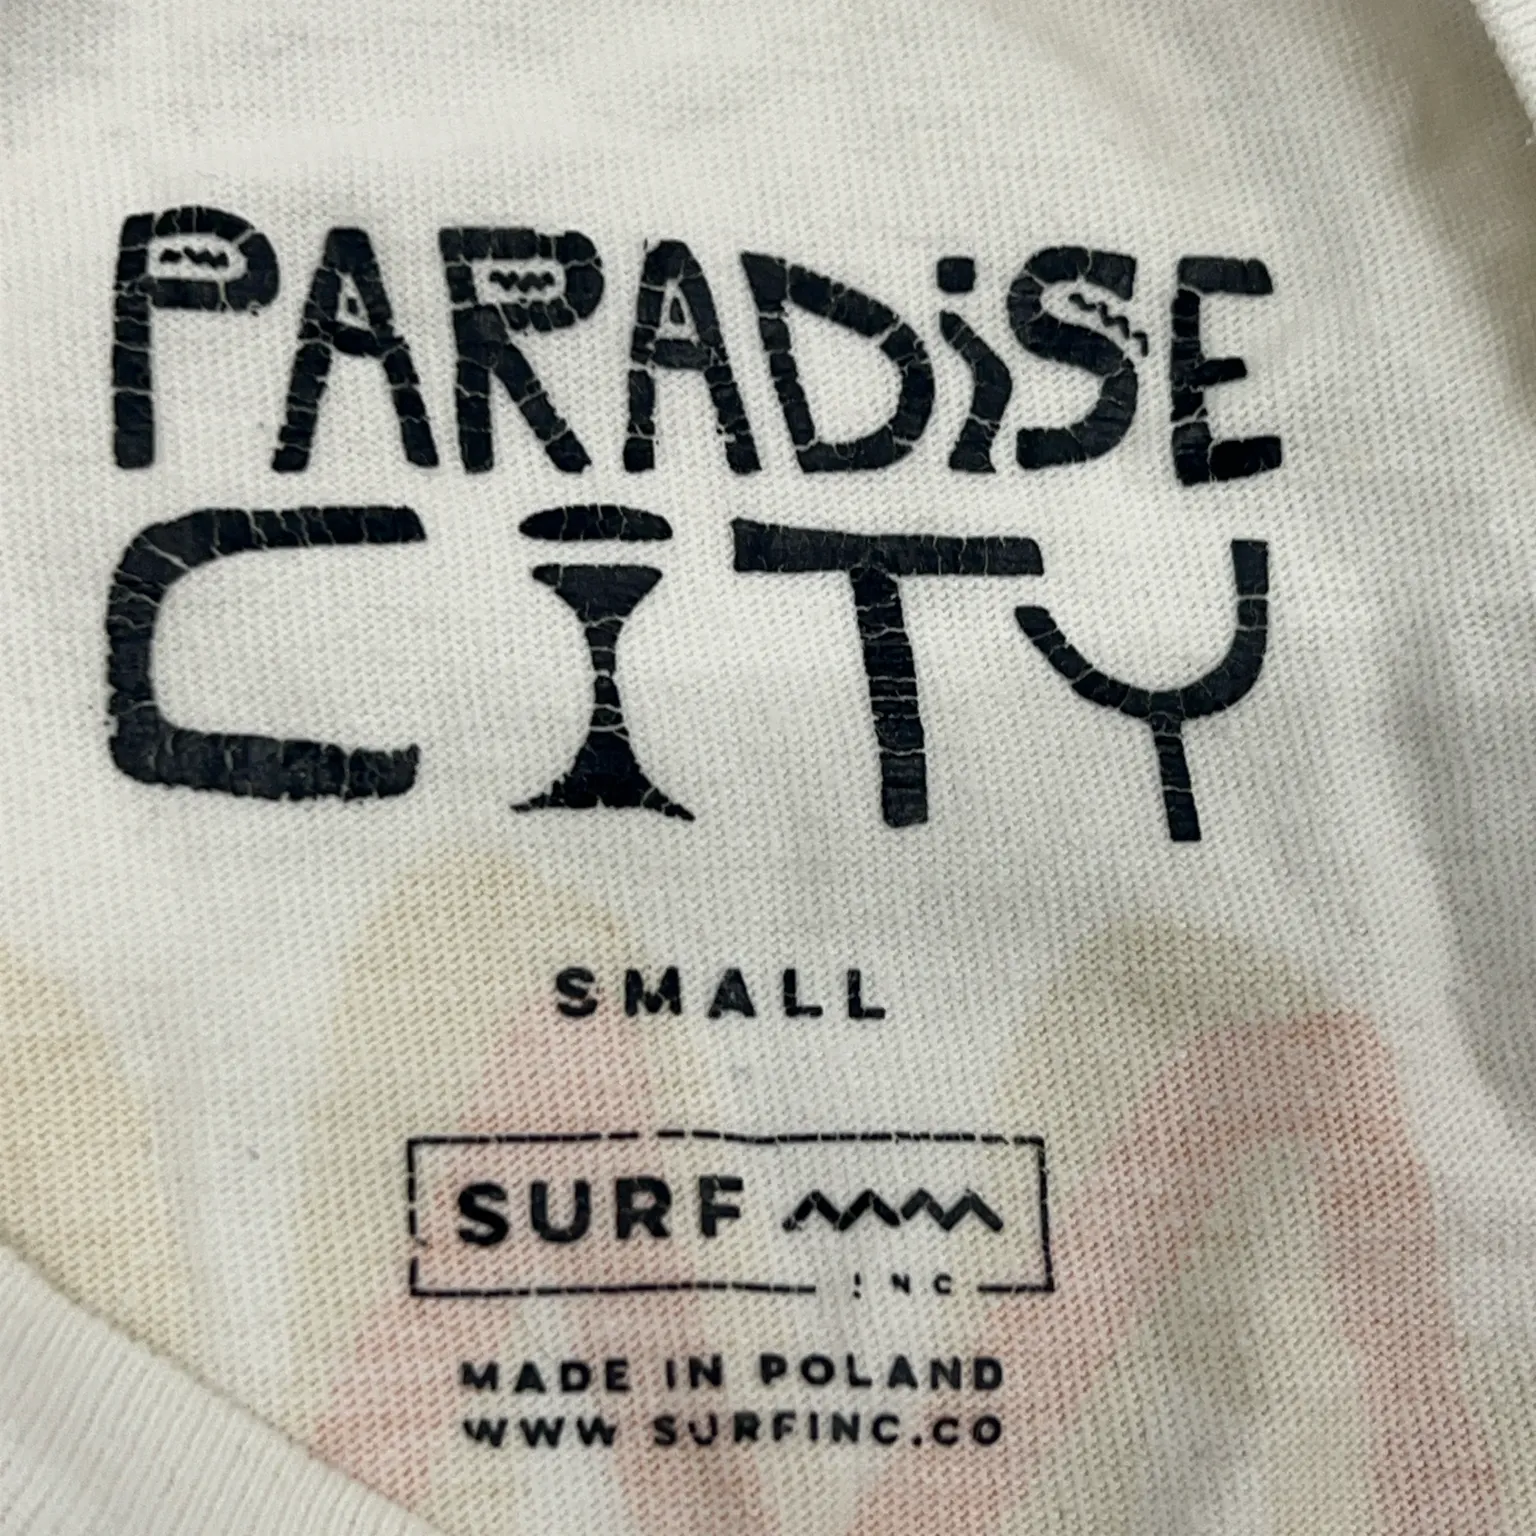 PARADiSE
CiTY
SMALL
SURF
INC
MADE IN POLAND
WWW SURFINC.CO